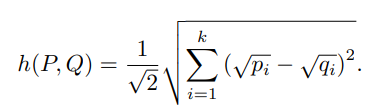 h(P, Q) = \frac{1}{\sqrt{2}} \sqrt{\sum_{i=1}^{k} (\sqrt{p_i} - \sqrt{q_i})^2}.